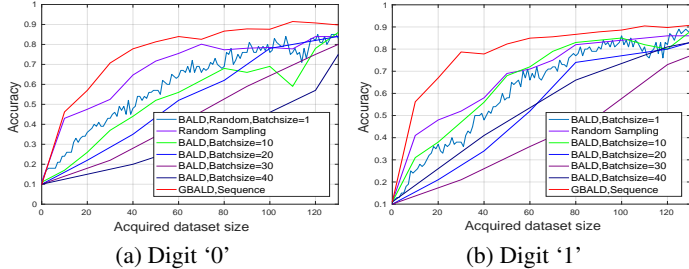 1
0.9
0.8
0.7
0.6
0.5
0.4
0.3
0.2
0.1
0
Accuracy
BALD,Random,Batchsize=1
Random Sampling
BALD,Batchsize=10
BALD,Batchsize=20
BALD,Batchsize=30
BALD,Batchsize=40
GBALD,Sequence
0 20 40 60 80 100 120
Acquired dataset size
(a) Digit ‘0’
1
0.9
0.8
0.7
0.6
0.5
0.4
0.3
0.2
0.1
Accuracy
BALD,Batchsize=1
Random Sampling
BALD,Batchsize=10
BALD,Batchsize=20
BALD,Batchsize=30
BALD,Batchsize=40
GBALD,Sequence
0 20 40 60 80 100 120
Acquired dataset size
(b) Digit ‘1’